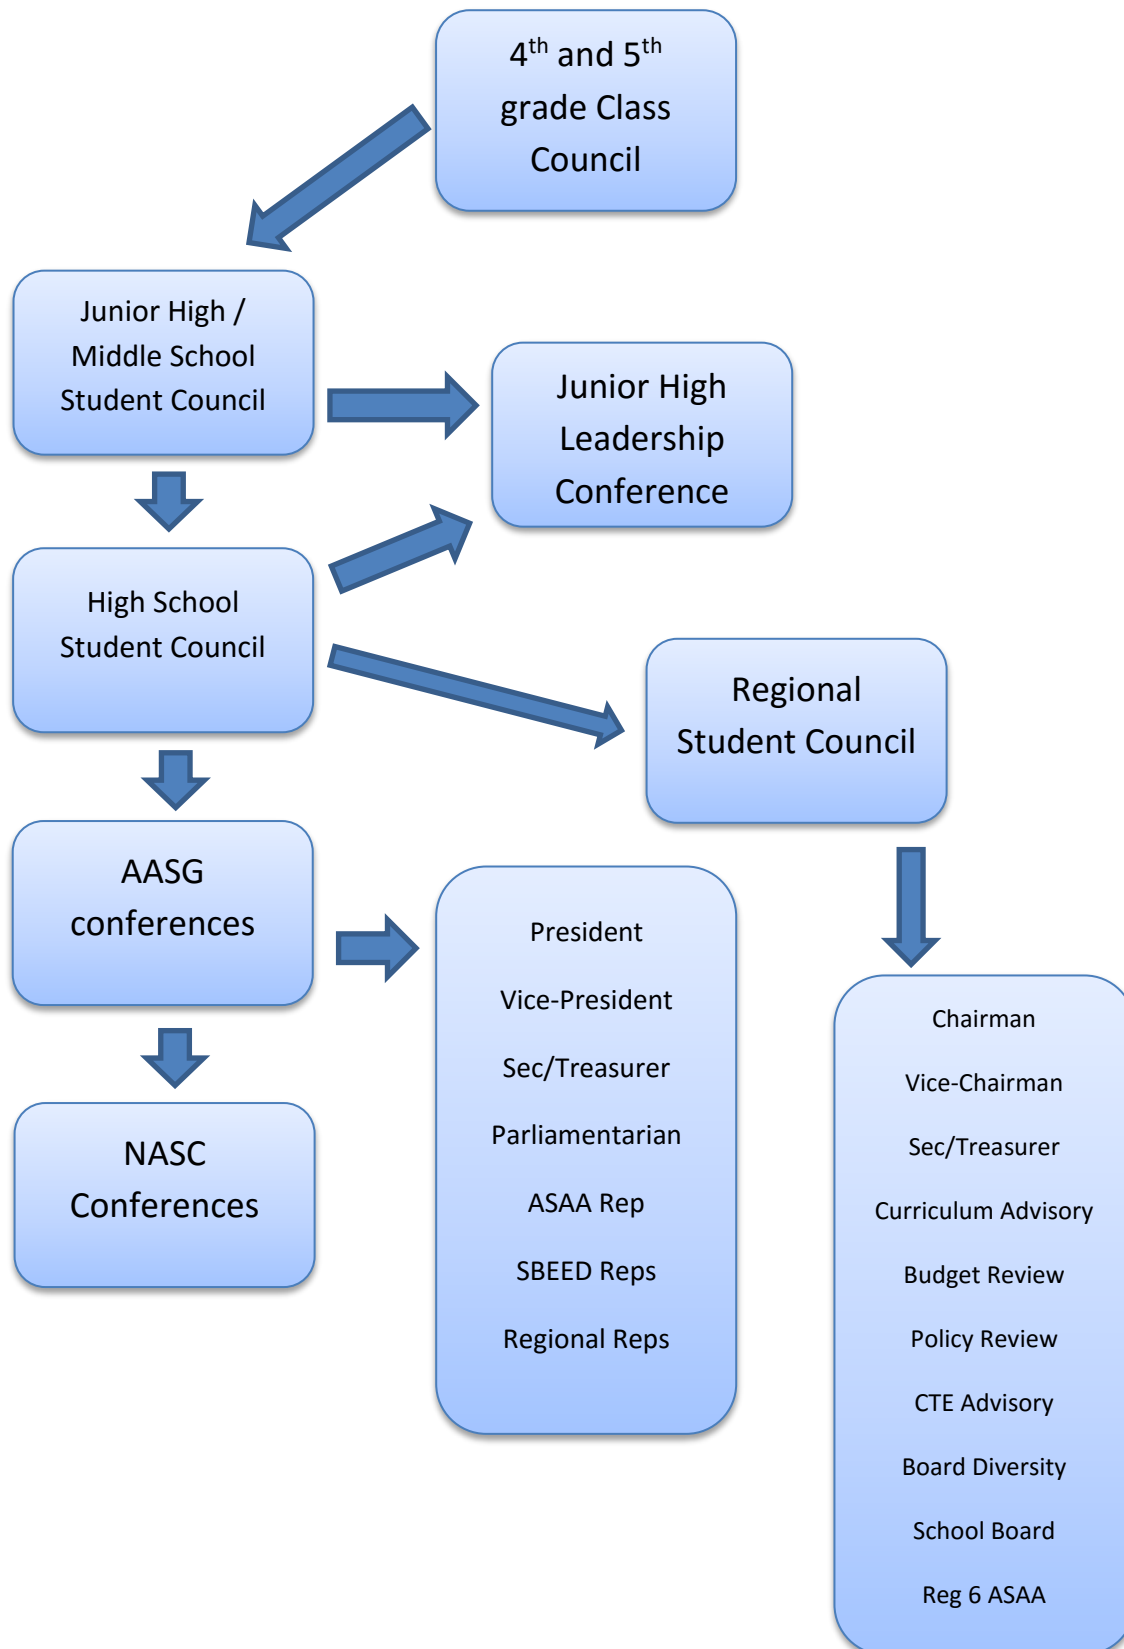 4th and 5th
grade Class
Council
Junior High /
Middle School
Student Council
Junior High
Leadership
Conference
High School
Student Council
Regional
Student Council
AASG
conferences
President
Vice-President
Sec/Treasurer
Parliamentarian
ASAA Rep
SBEED Reps
Regional Reps
NASC
Conferences
Chairman
Vice-Chairman
Sec/Treasurer
Curriculum Advisory
Budget Review
Policy Review
CTE Advisory
Board Diversity
School Board
Reg 6 ASAA